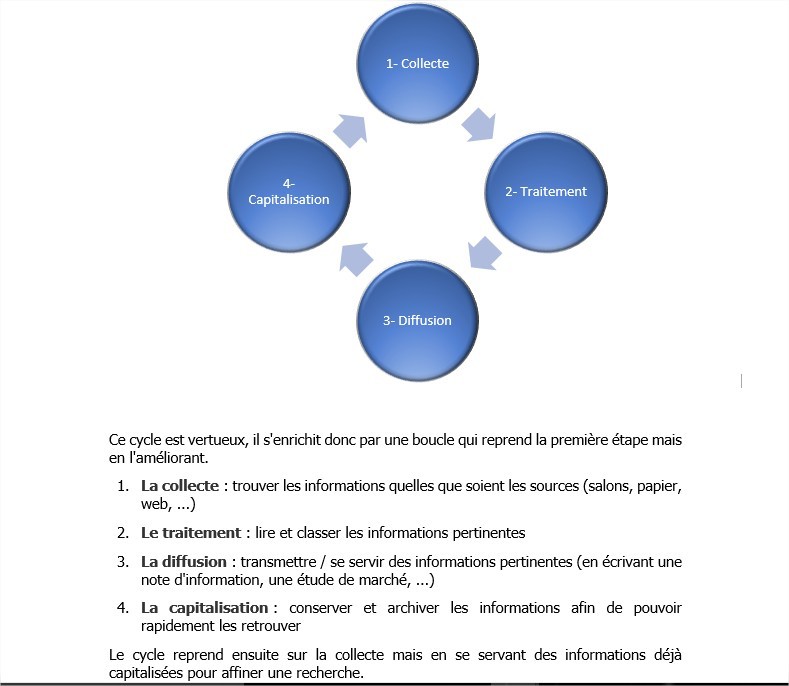 1- Collecte
2- Traitement
3- Diffusion
4-
Capitalisation
Ce cycle est vertueux, il s'enrichit donc par une boucle qui reprend la première étape mais
en l'améliorant.
1. La collecte : trouver les informations quelles que soient les sources (salons, papier,
web, ...)
2. Le traitement : lire et classer les informations pertinentes
3. La diffusion : transmettre / se servir des informations pertinentes (en écrivant une
note d'information, une étude de marché, ...)
4. La capitalisation : conserver et archiver les informations afin de pouvoir
rapidement les retrouver
Le cycle reprend ensuite sur la collecte mais en se servant des informations déjà
capitalisées pour affiner une recherche.